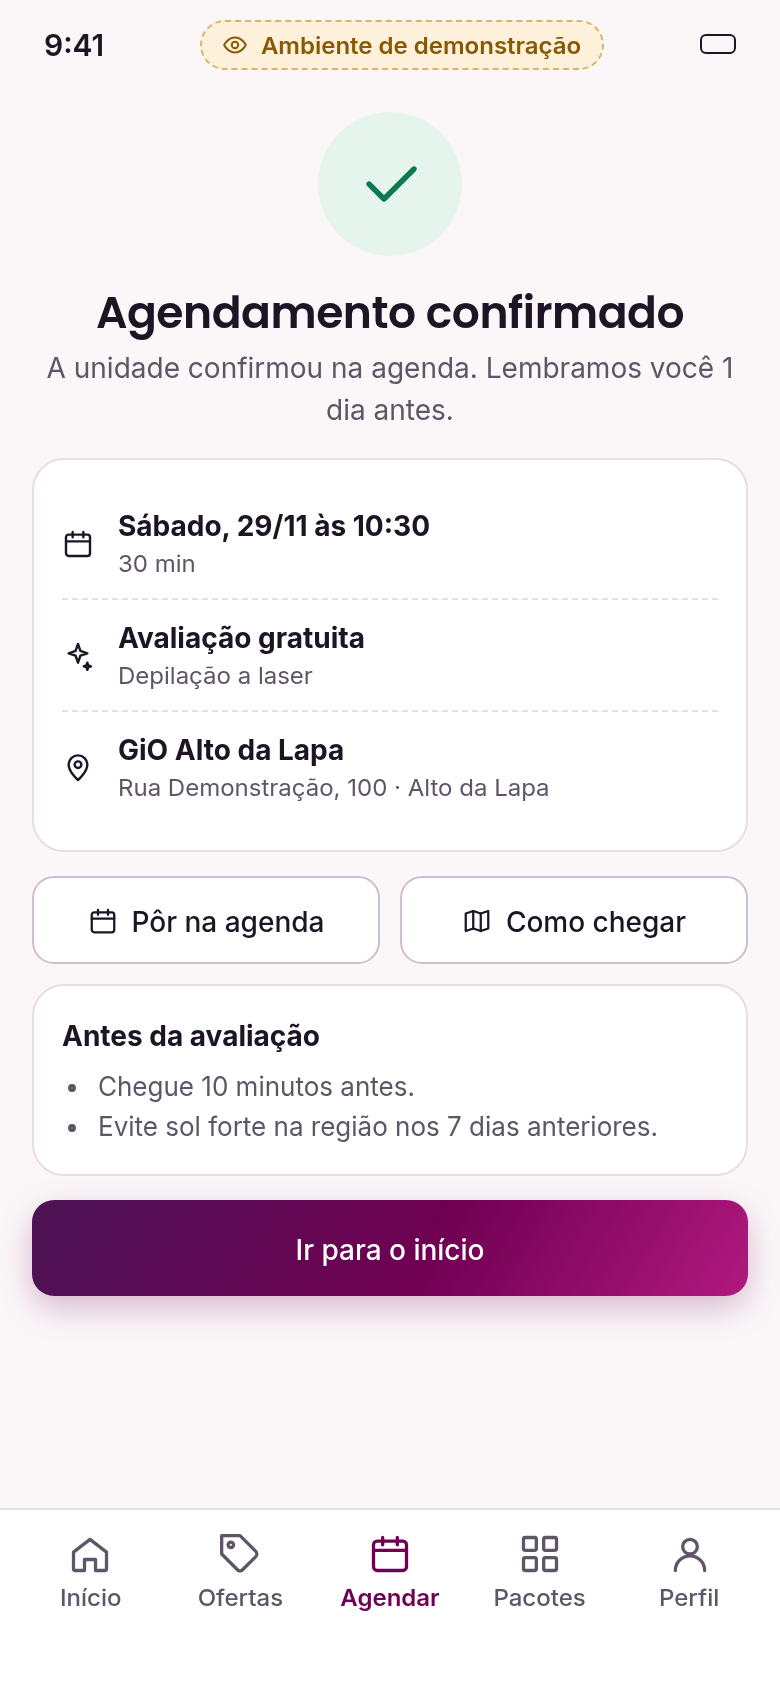 9:41
Ambiente de demonstração
Agendamento confirmado
A unidade confirmou na agenda. Lembramos você 1
dia antes.
Sábado, 29/11 às 10:30
30 min
Avaliação gratuita
Depilação a laser
GiO Alto da Lapa
Rua Demonstração, 100 · Alto da Lapa
Pôr na agenda
Como chegar
Antes da avaliação
• Chegue 10 minutos antes.
• Evite sol forte na região nos 7 dias anteriores.
Ir para o início
Início
Ofertas
Agendar
Pacotes
Perfil